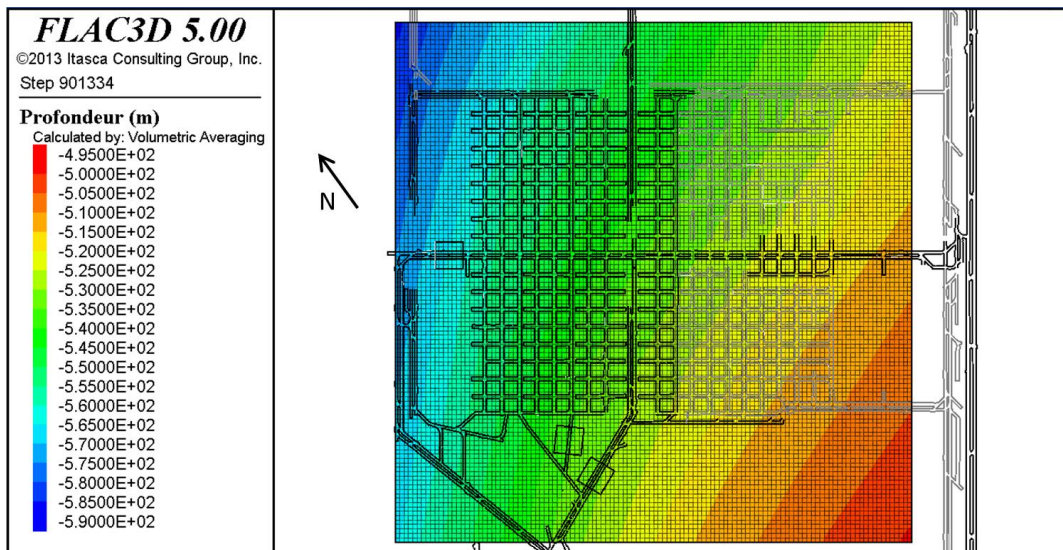 FLAC3D 5.00
©2013 Itasca Consulting Group, Inc.
Step 901334
Profondeur (m)
Calculated by: Volumetric Averaging
-4.9500E+02
-5.0000E+02
-5.0500E+02
-5.1000E+02
-5.1500E+02
-5.2000E+02
-5.2500E+02
-5.3000E+02
-5.3500E+02
-5.4000E+02
-5.4500E+02
-5.5000E+02
-5.5500E+02
-5.6000E+02
-5.6500E+02
-5.7000E+02
-5.7500E+02
-5.8000E+02
-5.8500E+02
-5.9000E+02
N